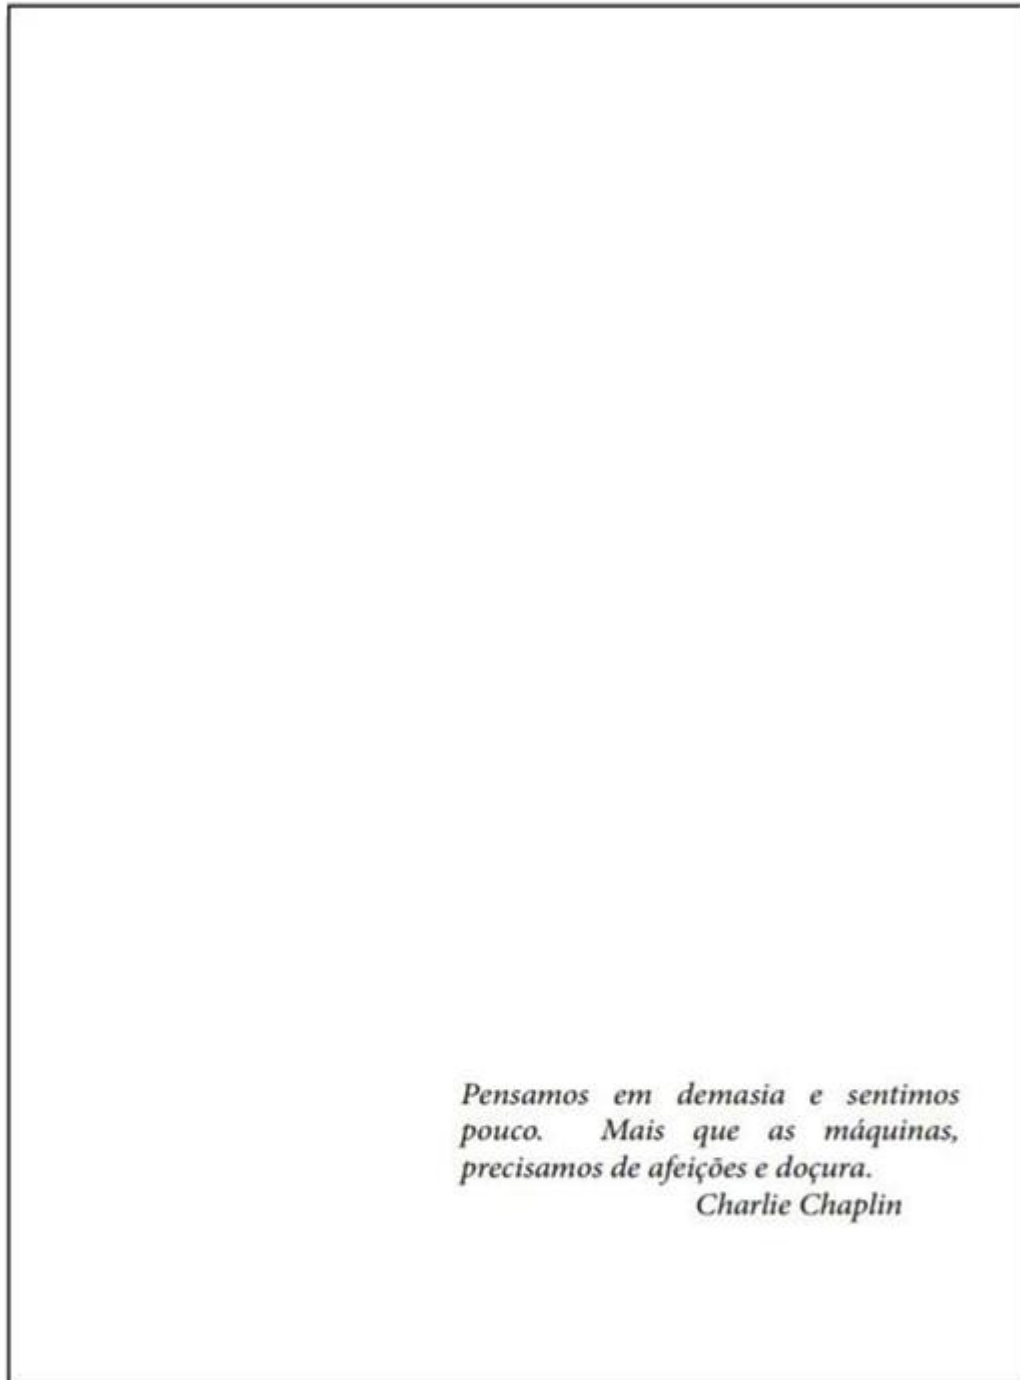 Pensamos em demasia e sentimos
pouco. Mais que as máquinas,
precisamos de afeições e doçura.
Charlie Chaplin